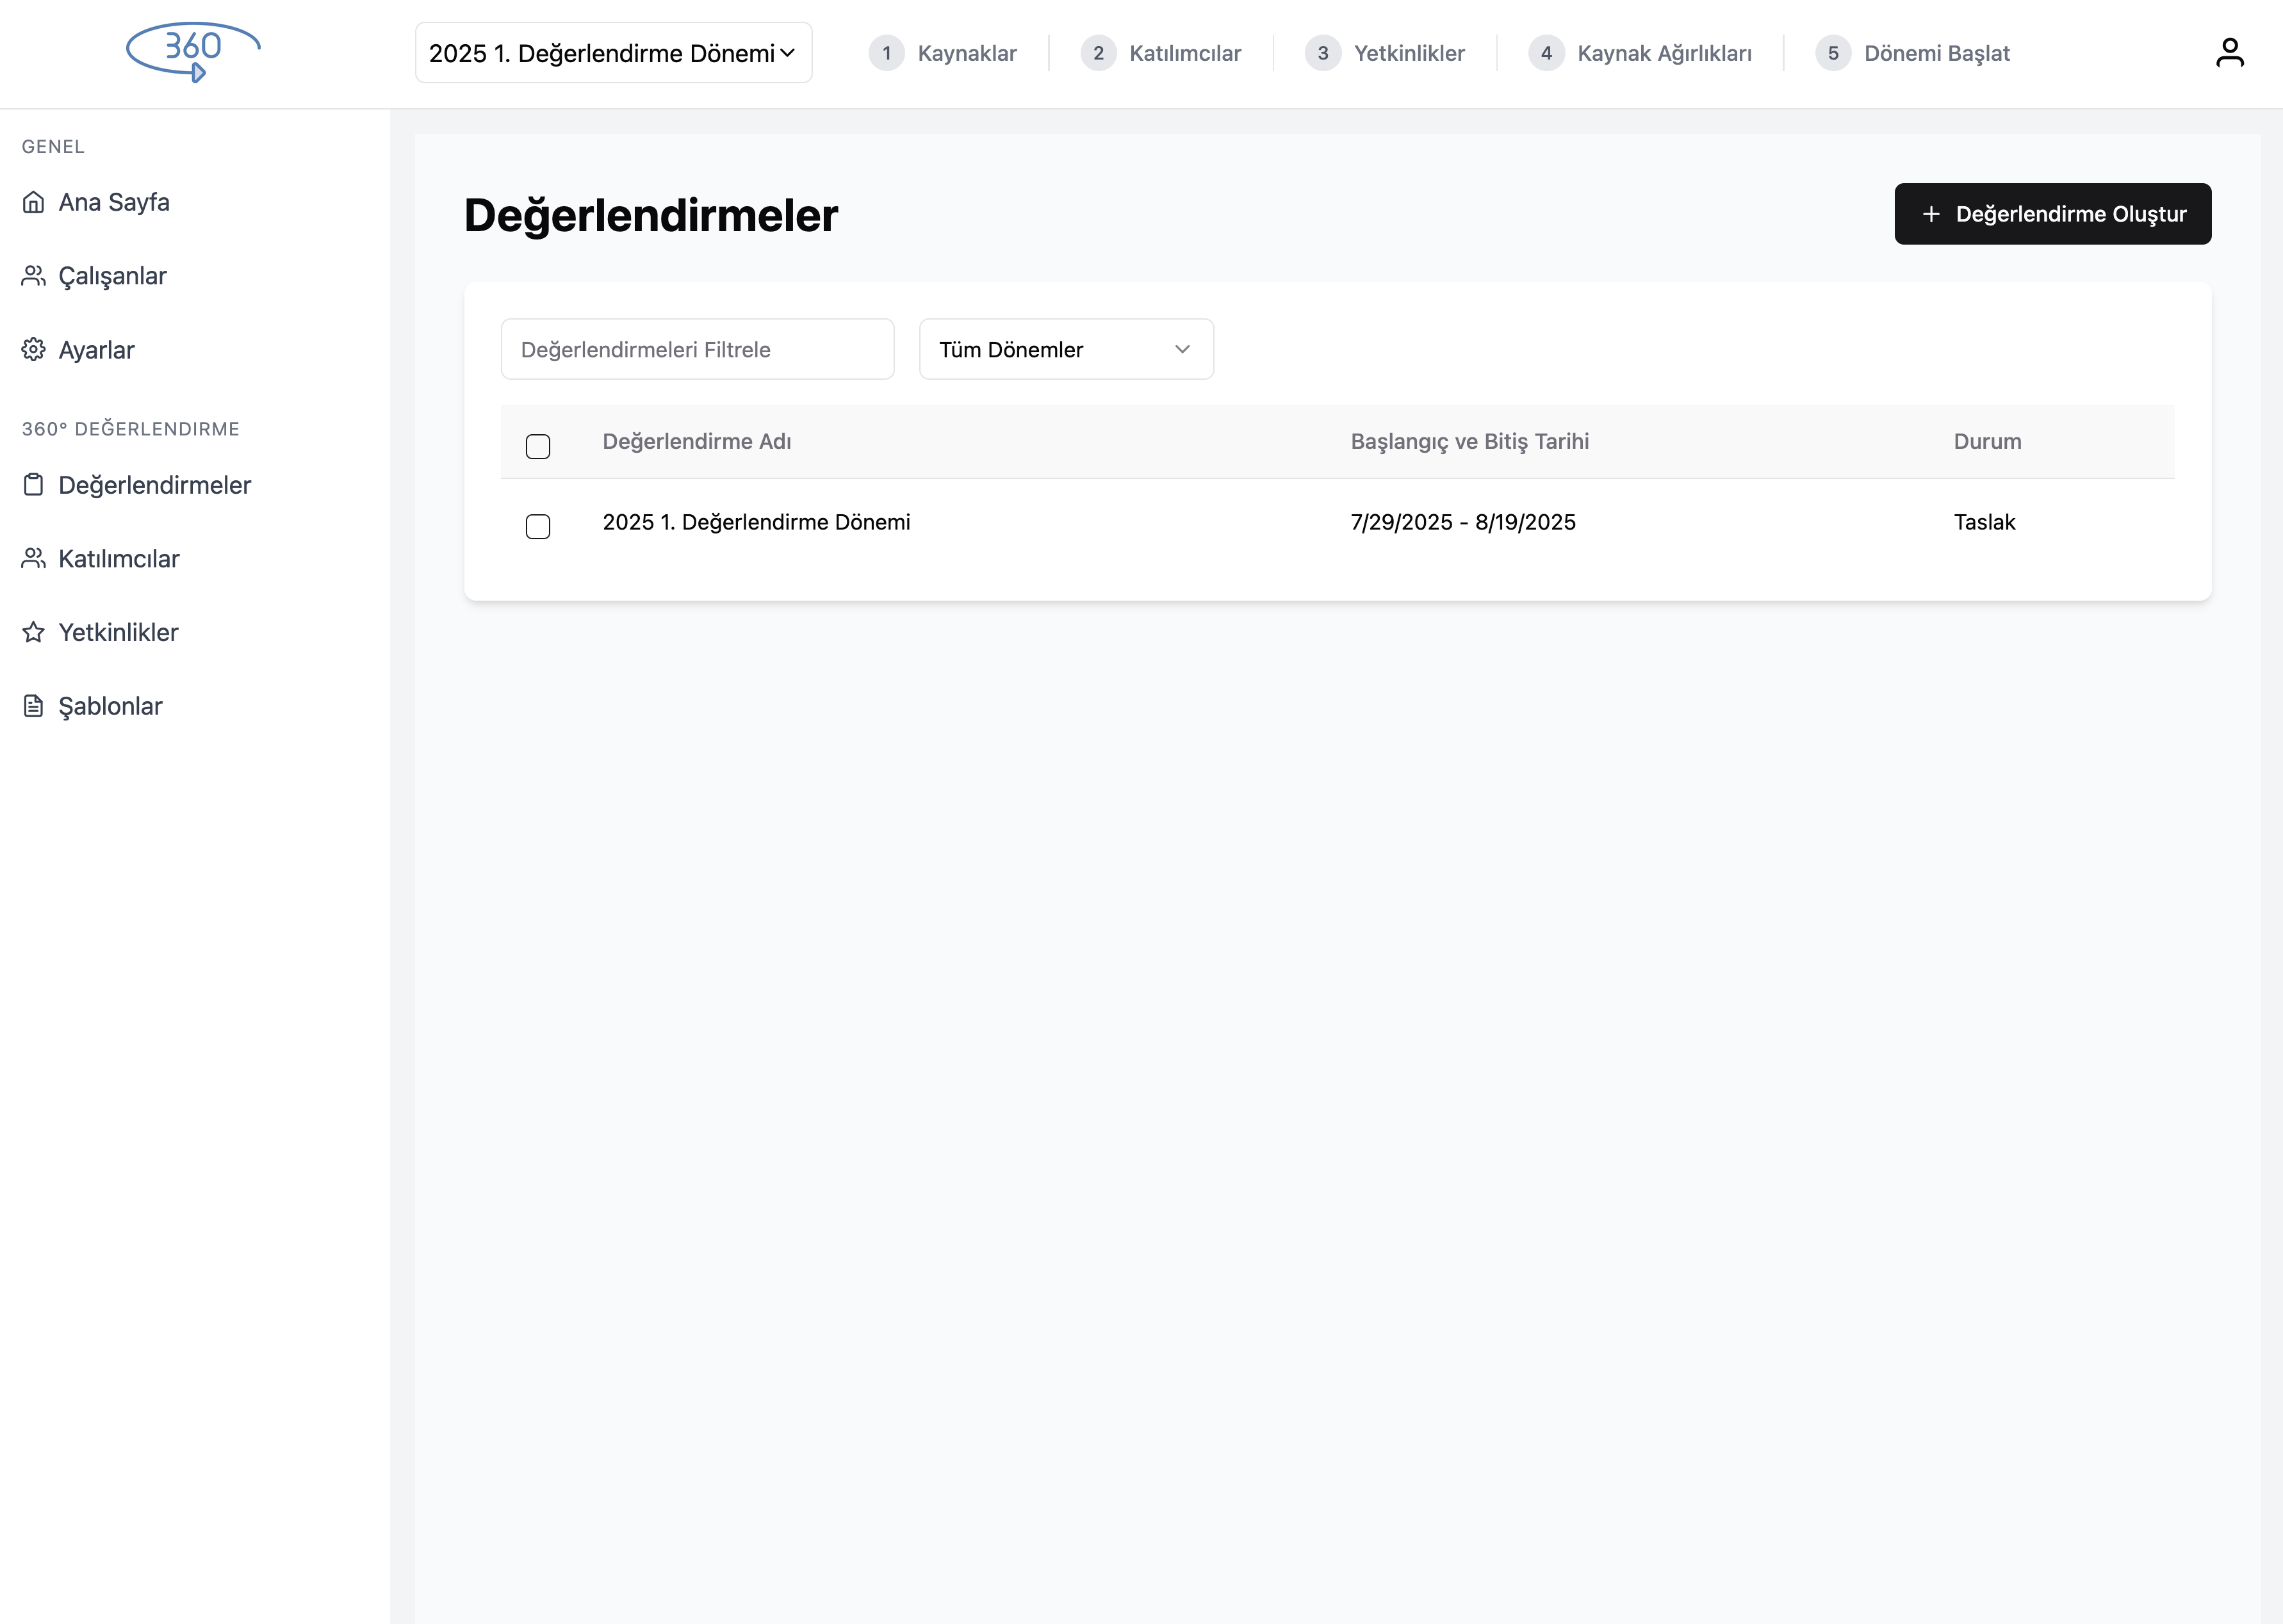 360
2025 1. Değerlendirme Dönemi
1 Kaynaklar
2 Katılımcılar
3 Yetkinlikler
4 Kaynak Ağırlıkları
5 Dönemi Başlat
GENEL
Ana Sayfa
Çalışanlar
Ayarlar
360° DEĞERLENDİRME
Değerlendirmeler
Katılımcılar
Yetkinlikler
Şablonlar
Değerlendirmeler
+ Değerlendirme Oluştur
Değerlendirmeleri Filtrele
Tüm Dönemler
Değerlendirme Adı Başlangıç ve Bitiş Tarihi Durum
2025 1. Değerlendirme Dönemi 7/29/2025 - 8/19/2025 Taslak